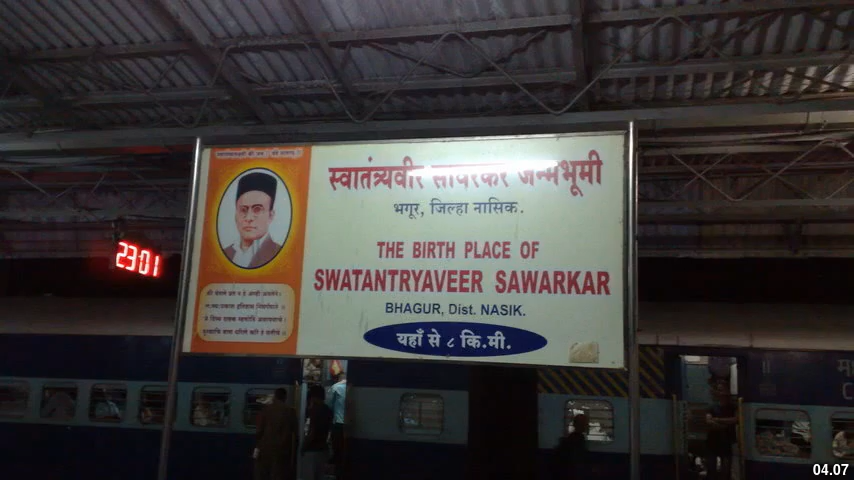 स्वातंत्र्यवीर सावरकर जन्मभूमी
भगूर, जिल्हा नासिक.
THE BIRTH PLACE OF
SWATANTRYAVEER SAWARKAR
BHAGUR, Dist. NASIK.
यहाँ से ८ कि.मी.
23:01
04.07